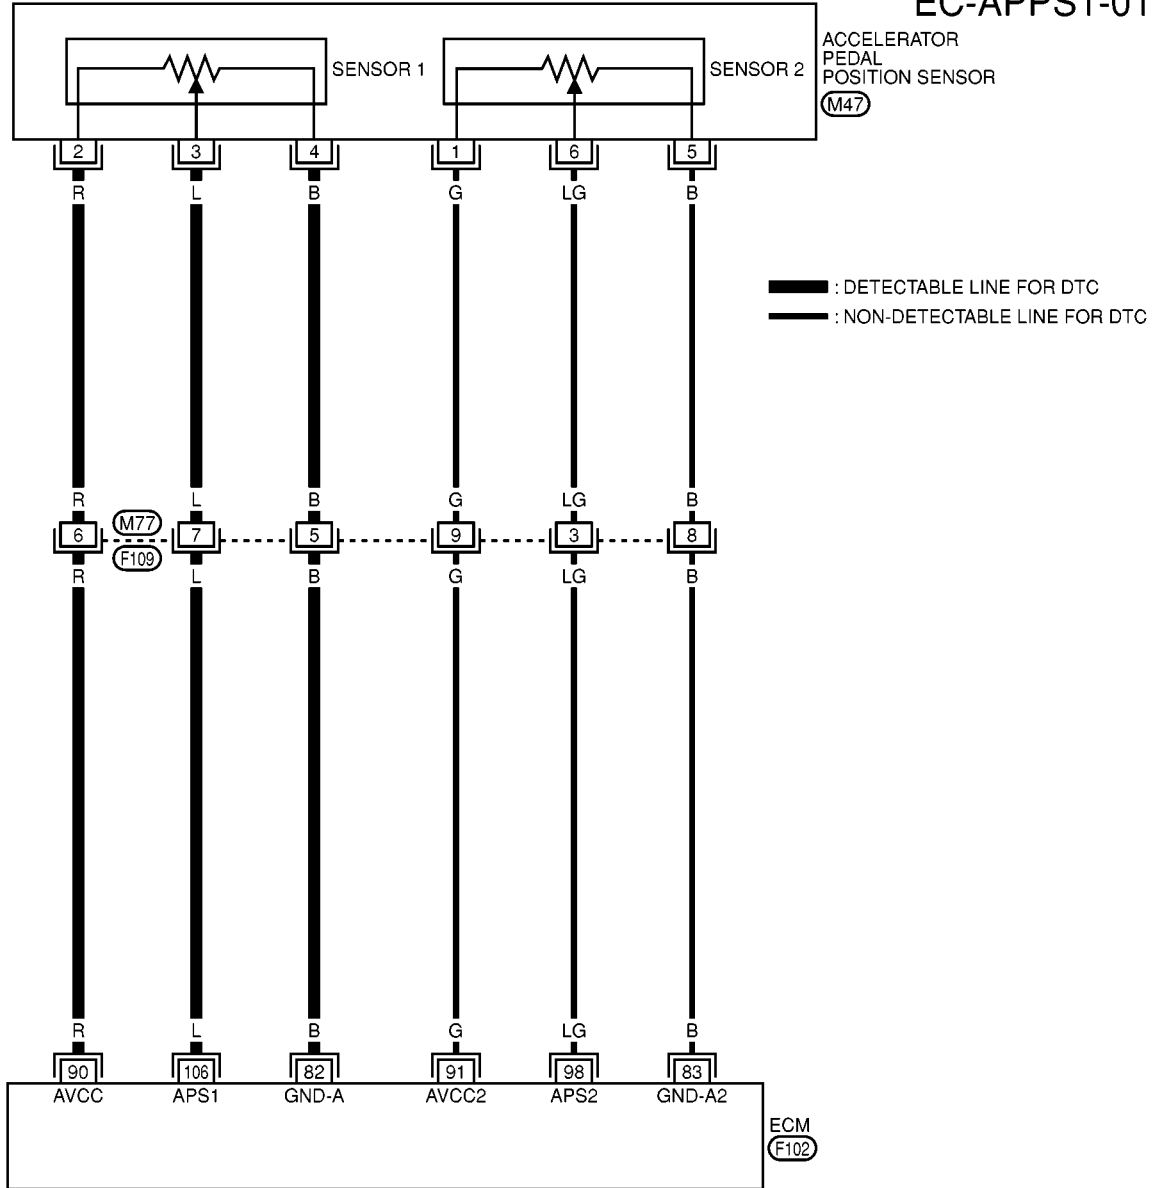 EC-APPS1-01
SENSOR 1
SENSOR 2
ACCELERATOR
PEDAL
POSITION SENSOR
M47
2 3 4 1 6 5
R L B G LG B
: DETECTABLE LINE FOR DTC
: NON-DETECTABLE LINE FOR DTC
R L B G LG B
M77
6 7 5 9 3 8
F109
R L B G LG B
R L B G LG B
90 106 82 91 98 83
AVCC APS1 GND-A AVCC2 APS2 GND-A2
ECM
F102